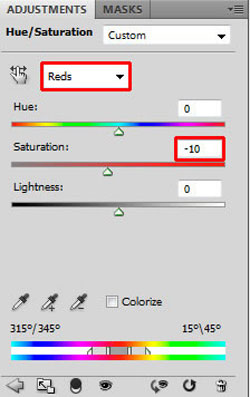 ADJUSTMENTS MASKS
Hue/Saturation Custom
Reds
Hue: 0
Saturation: -10
Lightness: 0
Colorize
315°/345° 15°\45°